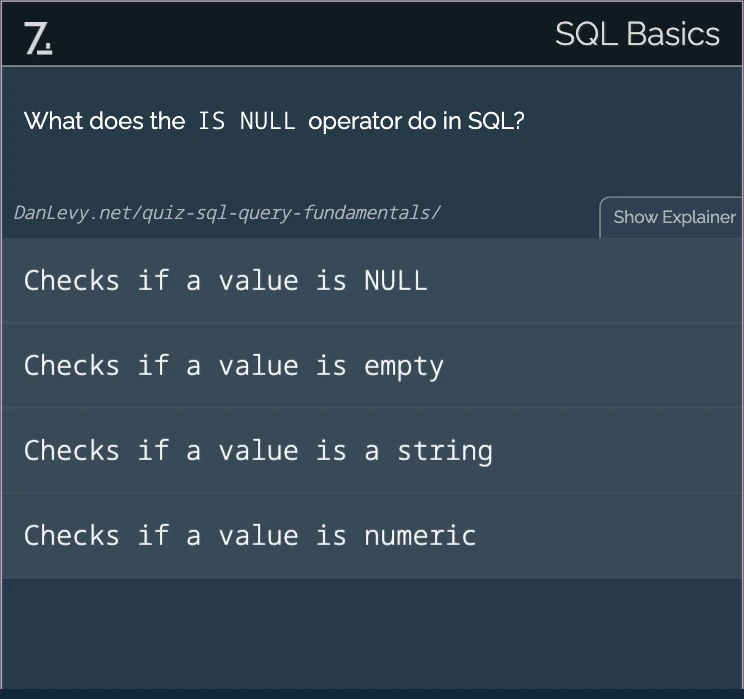 7.
SQL Basics
What does the IS NULL operator do in SQL?
DanLevy.net/quiz-sql-query-fundamentals/
Show Explainer
Checks if a value is NULL
Checks if a value is empty
Checks if a value is a string
Checks if a value is numeric